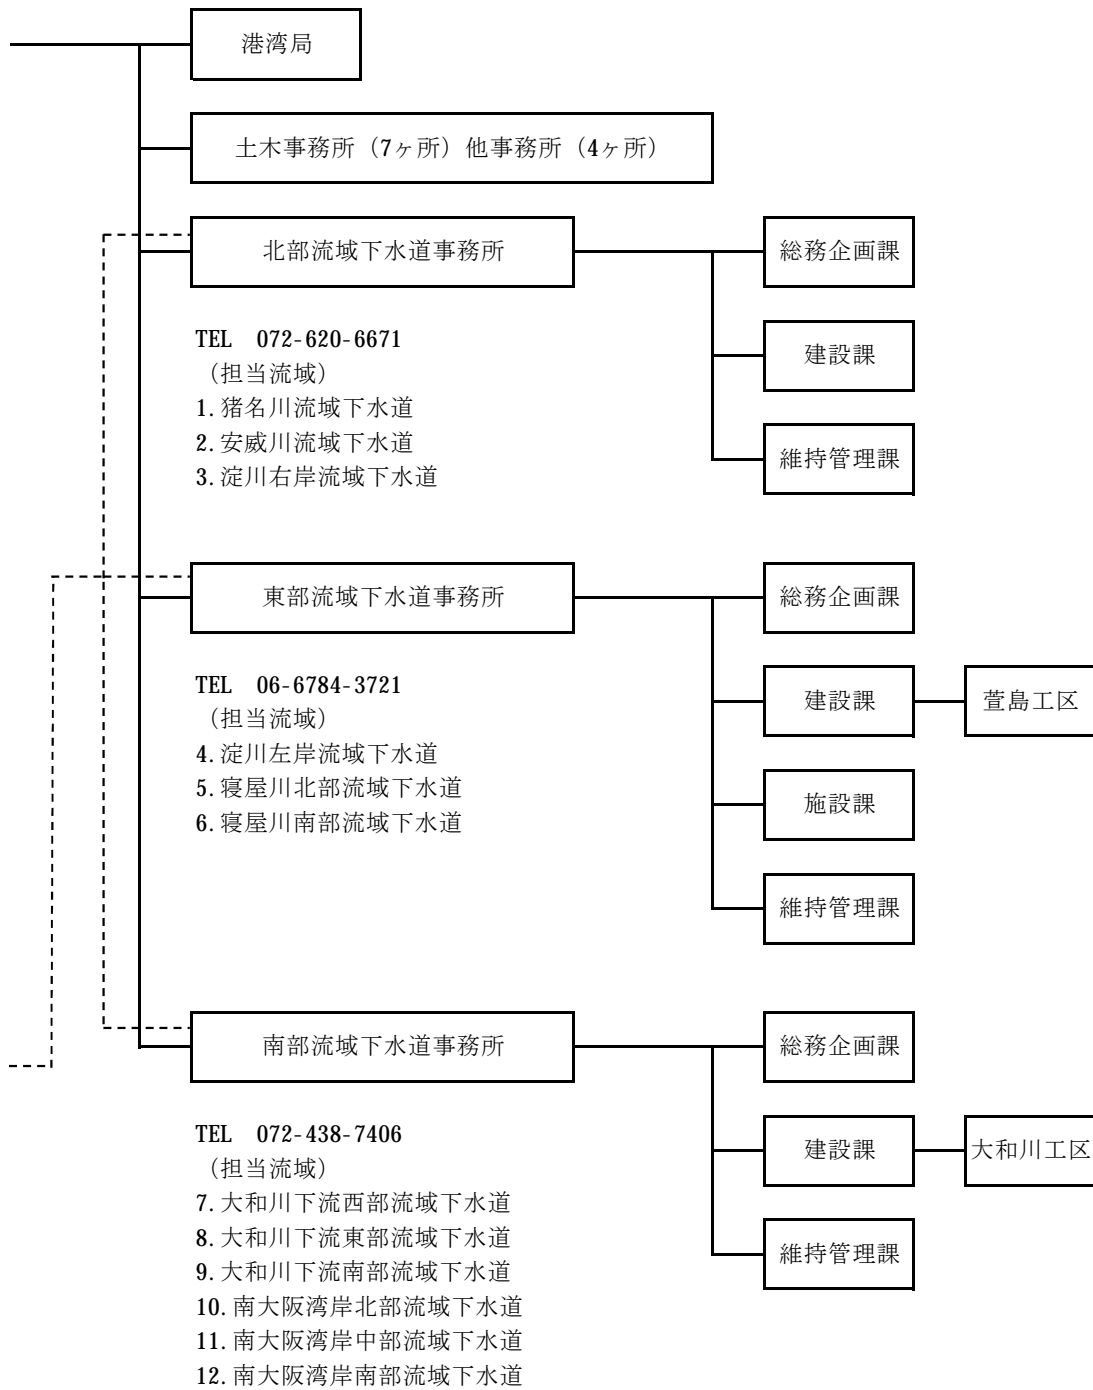 港湾局
土木事務所（7ヶ所）他事務所（4ヶ所）
北部流域下水道事務所
総務企画課
TEL 072-620-6671
（担当流域）
1.猪名川流域下水道
2.安威川流域下水道
3.淀川右岸流域下水道
建設課
維持管理課
東部流域下水道事務所
総務企画課
TEL 06-6784-3721
（担当流域）
4.淀川左岸流域下水道
5.寝屋川北部流域下水道
6.寝屋川南部流域下水道
建設課
萱島工区
施設課
維持管理課
南部流域下水道事務所
総務企画課
TEL 072-438-7406
（担当流域）
7.大和川下流西部流域下水道
8.大和川下流東部流域下水道
9.大和川下流南部流域下水道
10.南大阪湾岸北部流域下水道
11.南大阪湾岸中部流域下水道
12.南大阪湾岸南部流域下水道
建設課
大和川工区
維持管理課